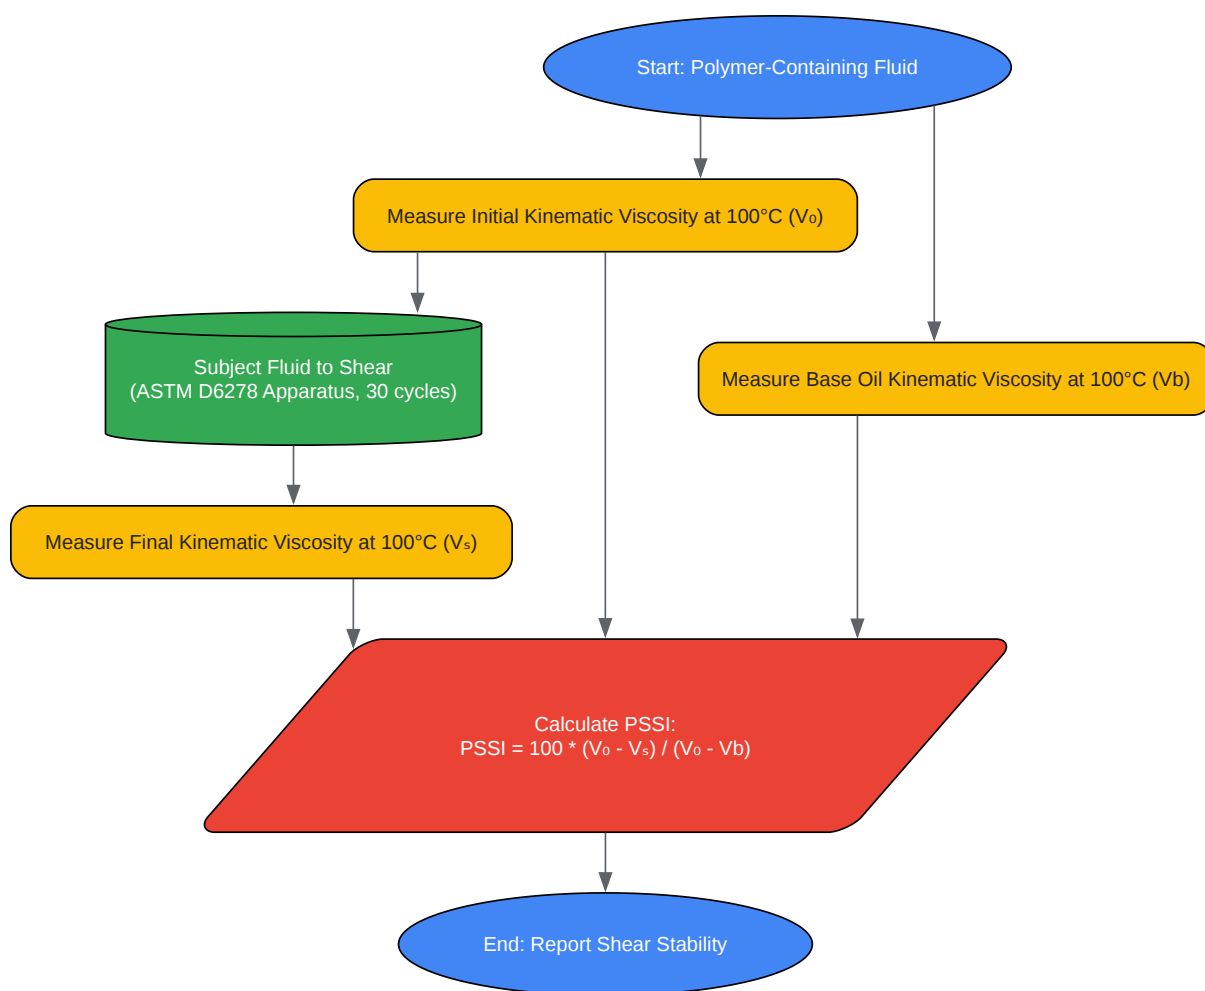 Start: Polymer-Containing Fluid
Measure Initial Kinematic Viscosity at 100°C (V₀)
Subject Fluid to Shear
(ASTM D6278 Apparatus, 30 cycles)
Measure Base Oil Kinematic Viscosity at 100°C (Vb)
Measure Final Kinematic Viscosity at 100°C (Vₛ)
Calculate PSSI:
PSSI = 100 * (V₀ - Vₛ) / (V₀ - Vb)
End: Report Shear Stability